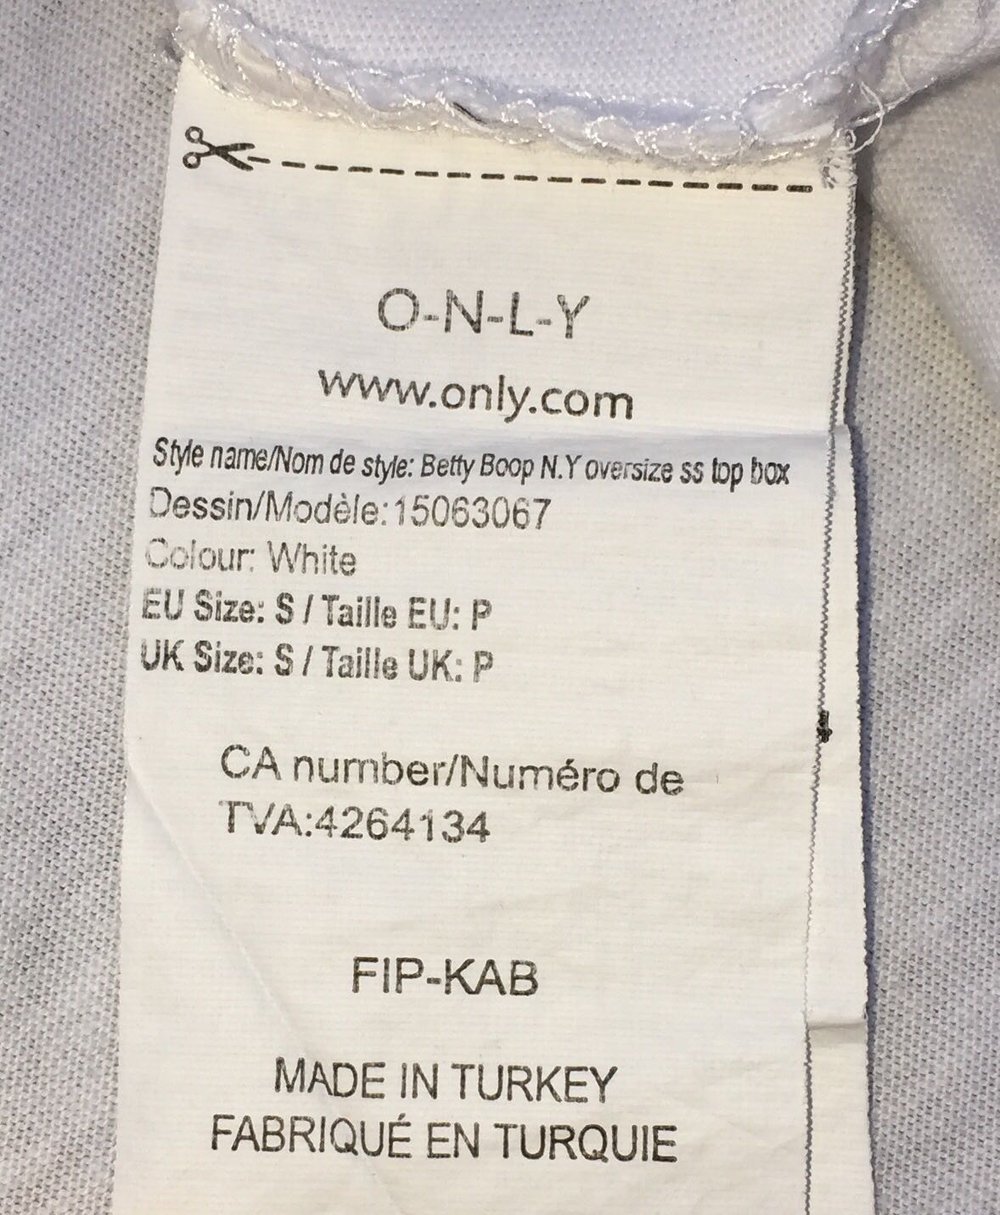 O-N-L-Y
www.only.com
Style name/Nom de style: Betty Boop N.Y oversize ss top box
Dessin/Modèle:15063067
Colour: White
EU Size: S / Taille EU: P
UK Size: S / Taille UK: P
CA number/Numéro de
TVA:4264134
FIP-KAB
MADE IN TURKEY
FABRIQUÉ EN TURQUIE